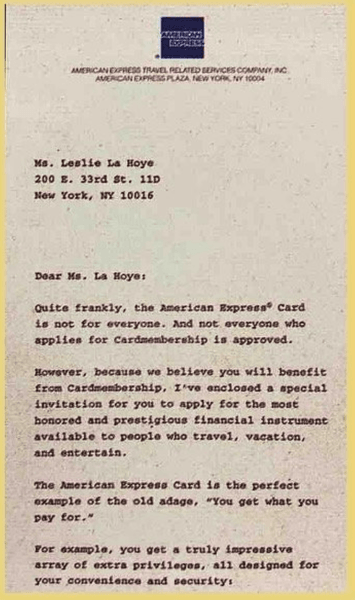 AMERICAN
EXPRESS
AMERICAN EXPRESS TRAVEL RELATED SERVICES COMPANY, INC.
AMERICAN EXPRESS PLAZA, NEW YORK, NY 10004
Ms. Leslie La Hoye
200 E. 33rd St. 11D
New York, NY 10016
Dear Ms. La Hoye:
Quite frankly, the American Express® Card
is not for everyone. And not everyone who
applies for Cardmembership is approved.
However, because we believe you will benefit
from Cardmembership, I've enclosed a special
invitation for you to apply for the most
honored and prestigious financial instrument
available to people who travel, vacation,
and entertain.
The American Express Card is the perfect
example of the old adage, "You get what you
pay for."
For example, you get a truly impressive
array of extra privileges, all designed for
your convenience and security: